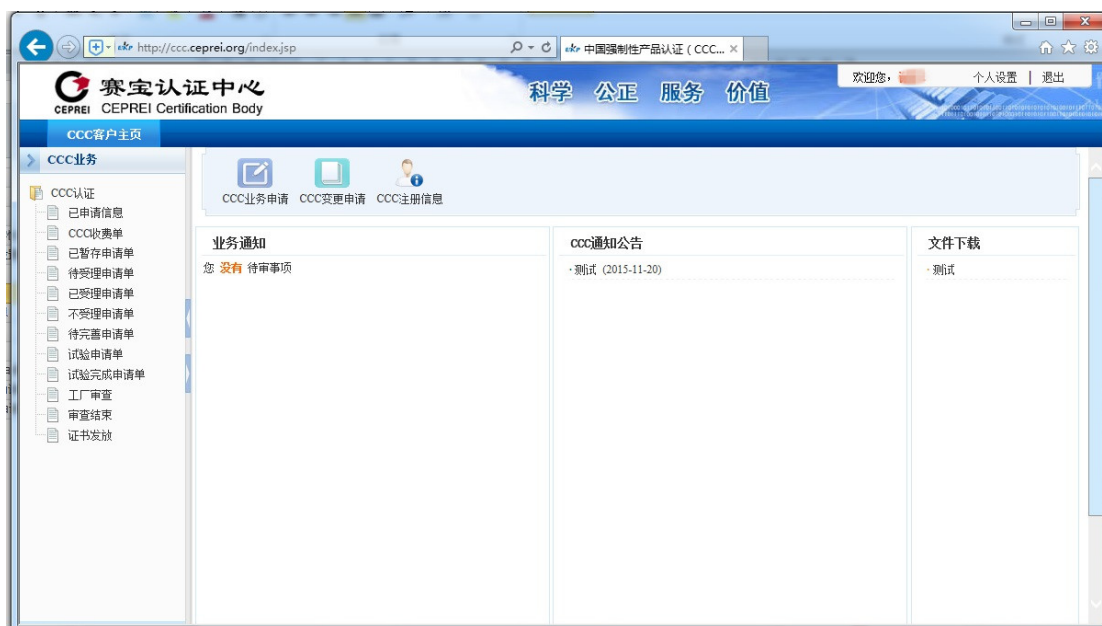 http://ccc.ceprei.org/index.jsp
中国强制性产品认证 ( CCC...
赛宝认证中心
CEPREI CEPREI Certification Body
科学 公正 服务 价值
欢迎您，
个人设置 | 退出
CCC客户主页
CCC业务
CCC认证
已申请信息
CCC收费单
已暂存申请单
待受理申请单
已受理申请单
不受理申请单
待完善申请单
试验申请单
试验完成申请单
工厂审查
审查结束
证书发放
CCC业务申请 CCC变更申请 CCC注册信息
业务通知
您 没有 待审事项
CCC通知公告
·测试 (2015-11-20)
文件下载
·测试